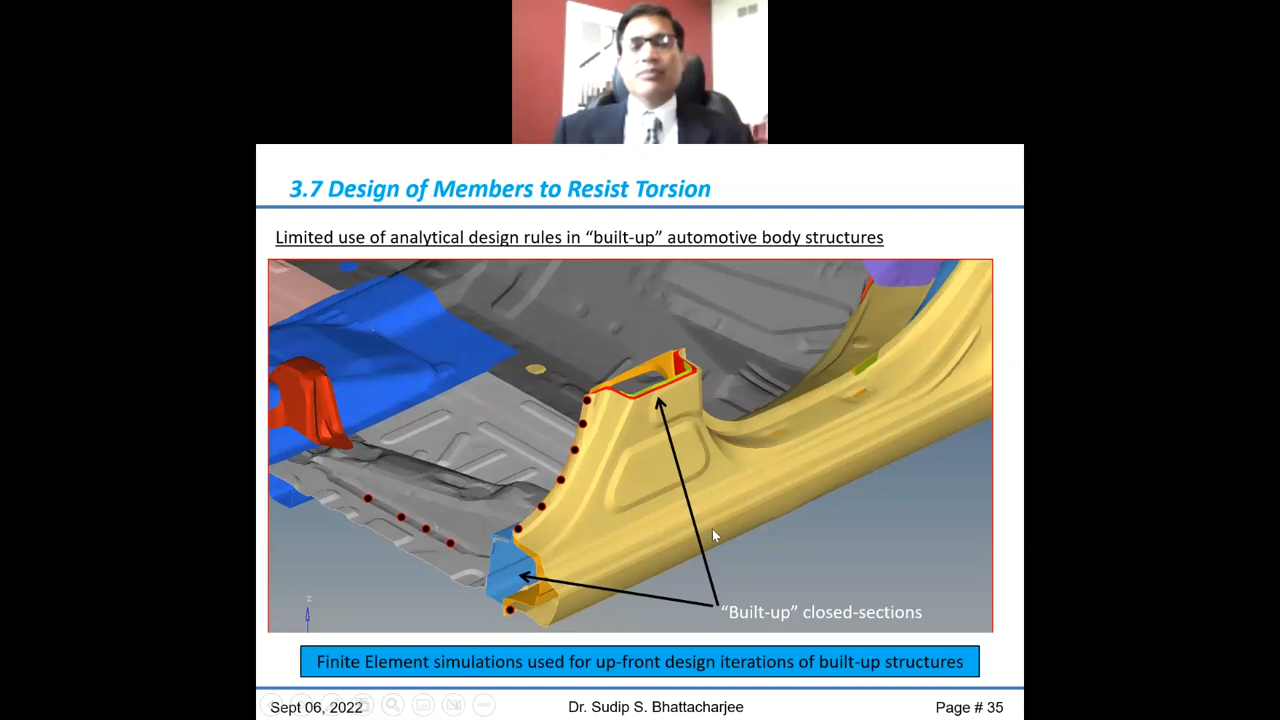 3.7 Design of Members to Resist Torsion
Limited use of analytical design rules in “built-up” automotive body structures
z
“Built-up” closed-sections
Finite Element simulations used for up-front design iterations of built-up structures
Sept 06, 2022
Dr. Sudip S. Bhattacharjee
Page # 35